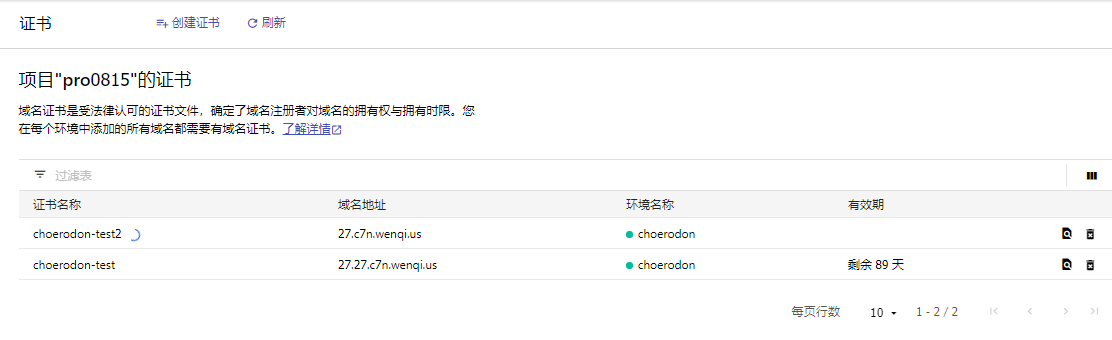 证书 创建证书 刷新
项目"pro0815"的证书
域名证书是受法律认可的证书文件，确定了域名注册者对域名的拥有权与拥有时限。您
在每个环境中添加的所有域名都需要有域名证书。了解详情
过滤表
证书名称 域名地址 环境名称 有效期
choerodon-test2 27.c7n.wenqi.us choerodon
choerodon-test 27.27.c7n.wenqi.us choerodon 剩余 89 天
每页行数 10 1 - 2 / 2